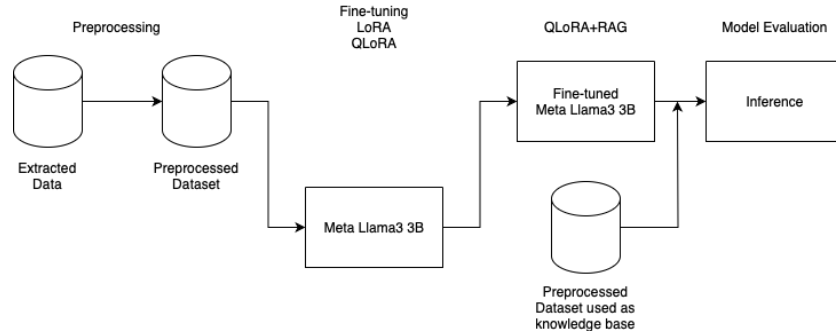 Preprocessing
Fine-tuning
LoRA
QLoRA
QLoRA+RAG
Model Evaluation
Extracted
Data
Preprocessed
Dataset
Meta Llama3 3B
Fine-tuned
Meta Llama3 3B
Inference
Preprocessed
Dataset used as
knowledge base